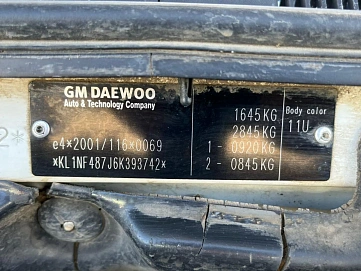 GM DAEWOO
Auto & Technology Company
e4*2001/116*0069
*KL1NF487J6K393742*
1645KG
2845KG
1 - 0920KG
2 - 0845KG
Body color
11U
2*